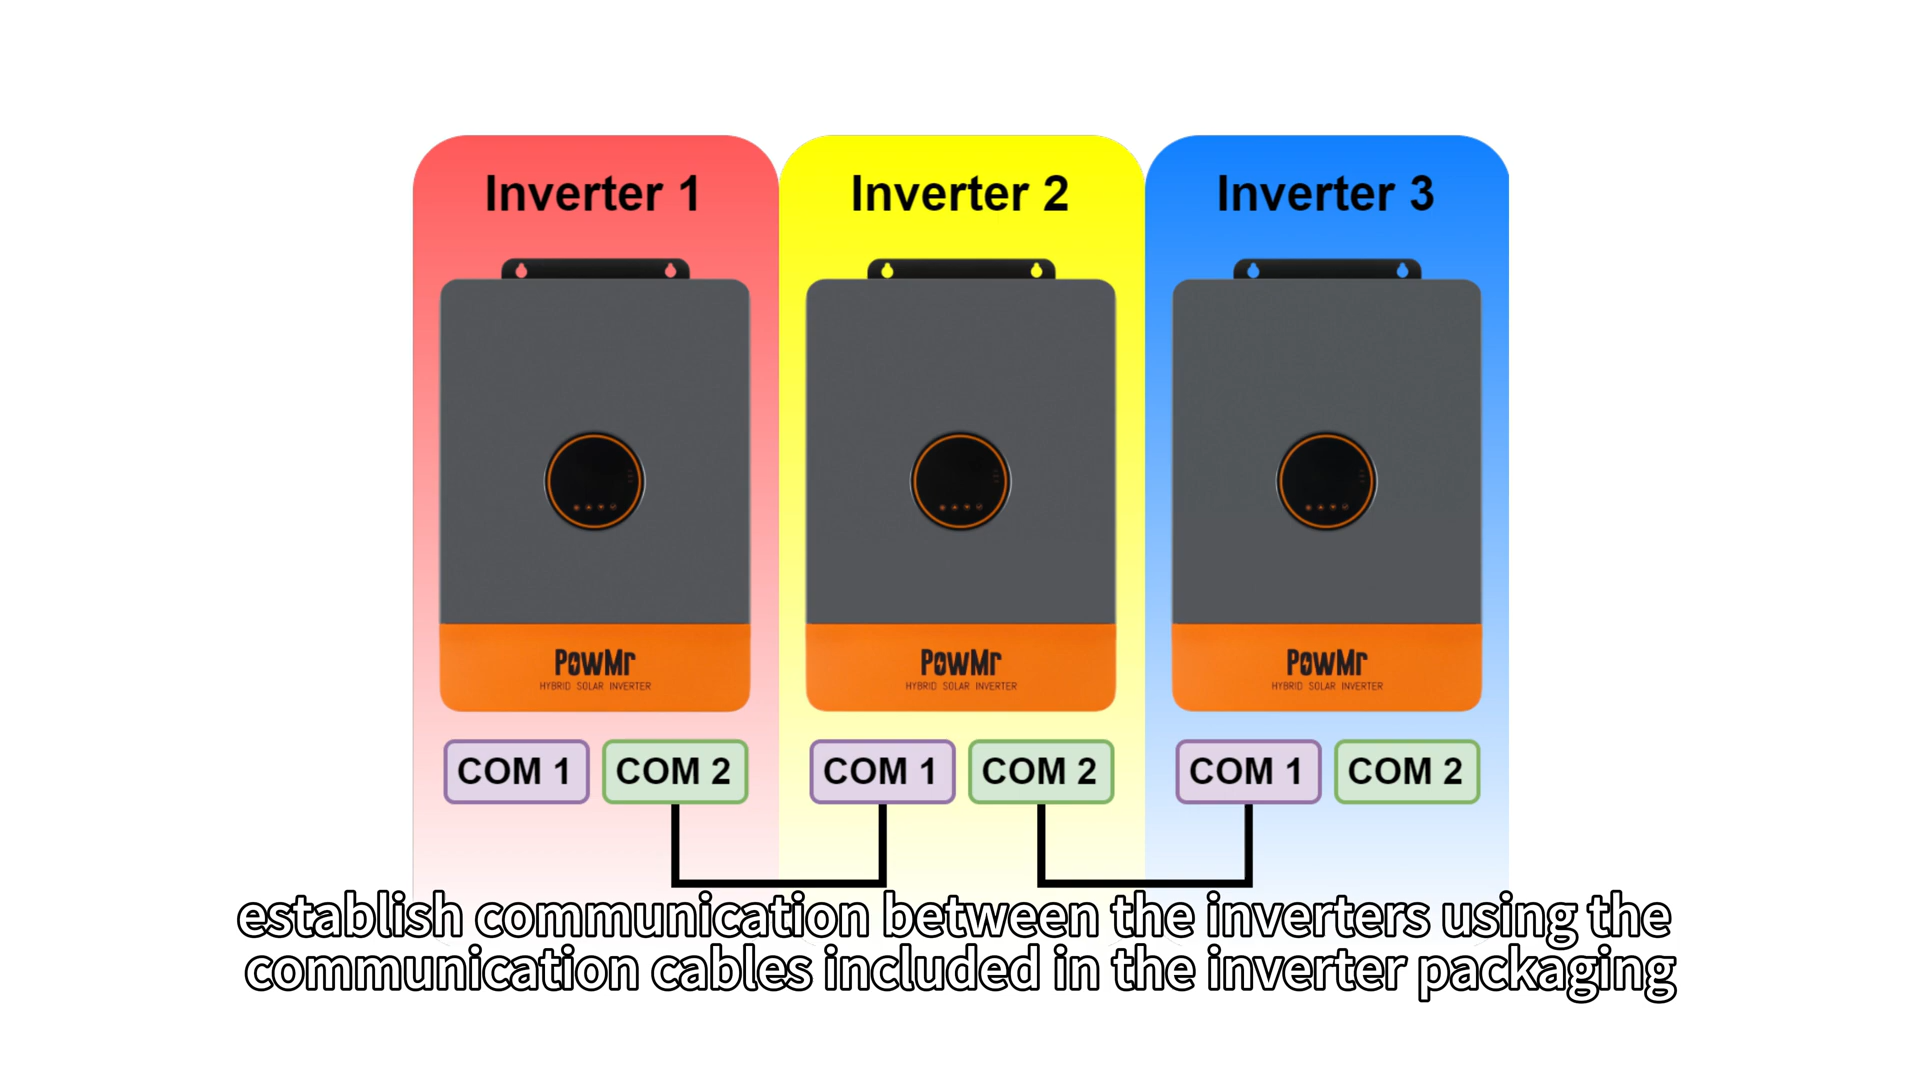 Inverter 1
Inverter 2
Inverter 3
PowMr
HYBRID SOLAR INVERTER
PowMr
HYBRID SOLAR INVERTER
PowMr
HYBRID SOLAR INVERTER
COM 1
COM 2
COM 1
COM 2
COM 1
COM 2
establish communication between the inverters using the
communication cables included in the inverter packaging